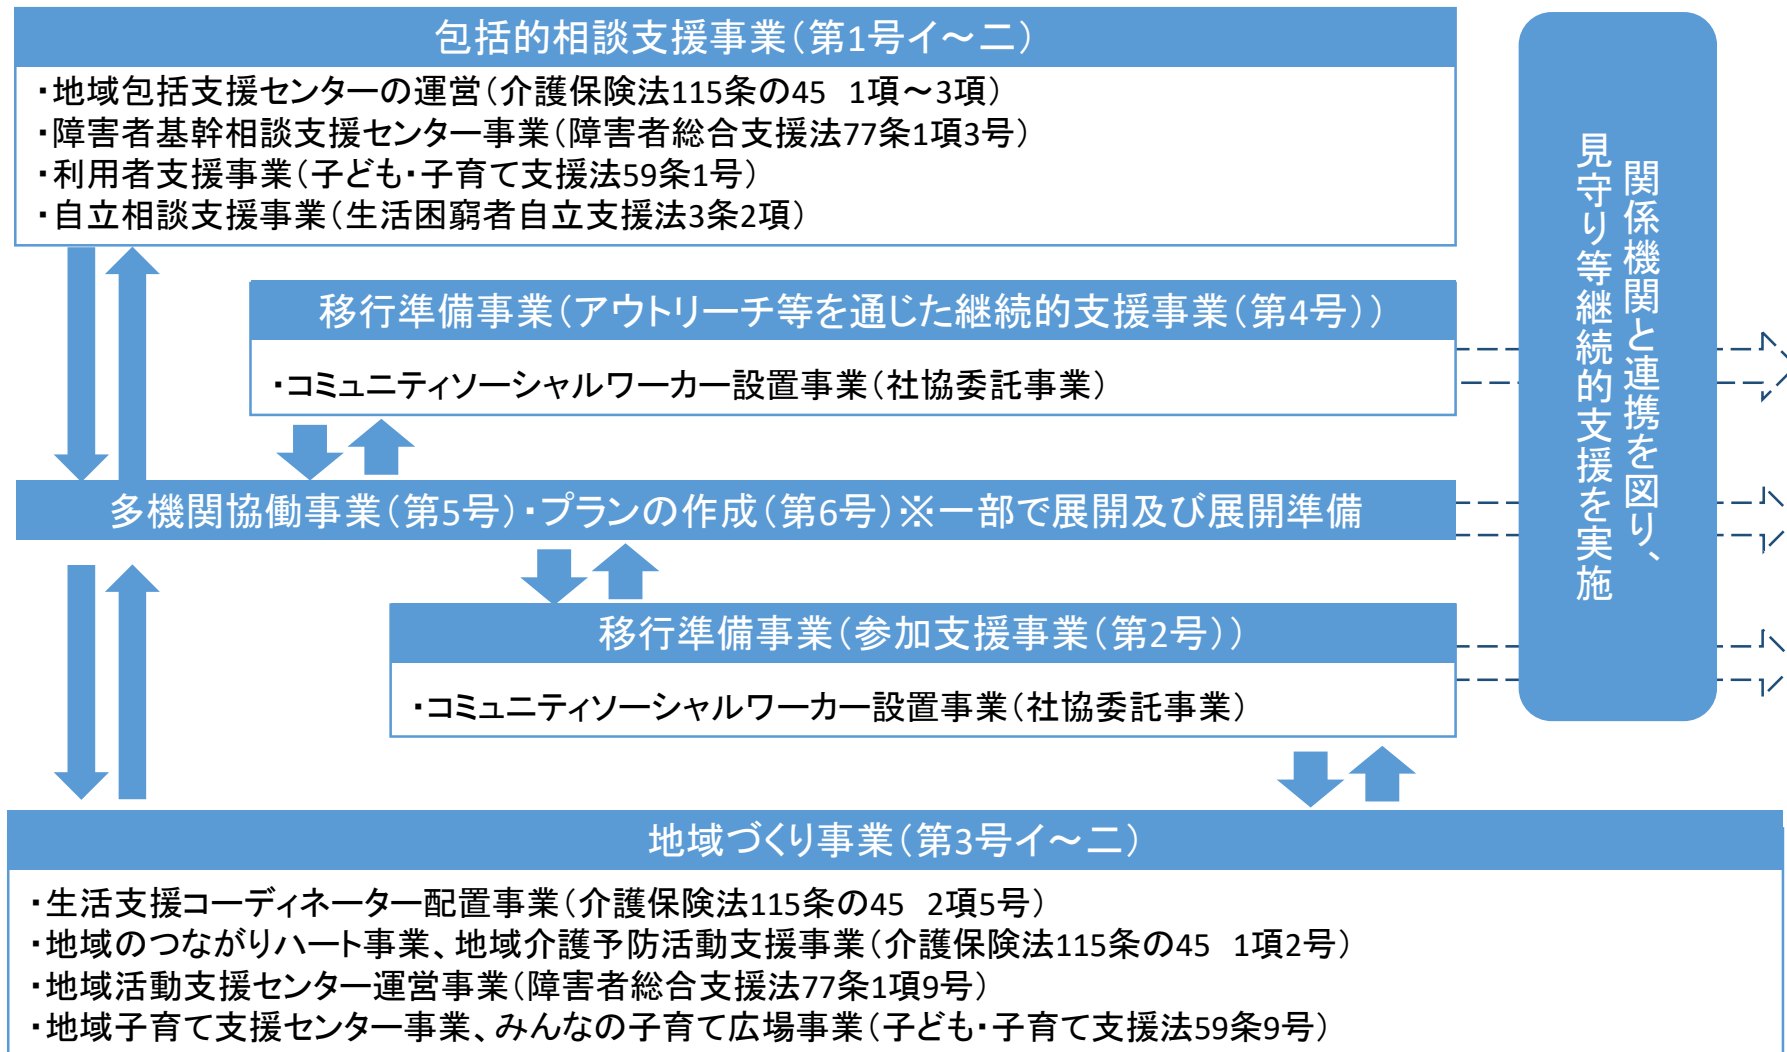 包括的相談支援事業（第1号イ～ニ）
・地域包括支援センターの運営（介護保険法115条の45　1項～3項）
・障害者基幹相談支援センター事業（障害者総合支援法77条1項3号）
・利用者支援事業（子ども・子育て支援法59条1号）
・自立相談支援事業（生活困窮者自立支援法3条2項）
移行準備事業（アウトリーチ等を通じた継続的支援事業（第4号））
・コミュニティソーシャルワーカー設置事業（社協委託事業）
多機関協働事業（第5号）・プランの作成（第6号）※一部で展開及び展開準備
移行準備事業（参加支援事業（第2号））
・コミュニティソーシャルワーカー設置事業（社協委託事業）
地域づくり事業（第3号イ～ニ）
・生活支援コーディネーター配置事業（介護保険法115条の45　2項5号）
・地域のつながりハート事業、地域介護予防活動支援事業（介護保険法115条の45　1項2号）
・地域活動支援センター運営事業（障害者総合支援法77条1項9号）
・地域子育て支援センター事業、みんなの子育て広場事業（子ども・子育て支援法59条9号）
関係機関と連携を図り、
見守り等継続的支援を実施